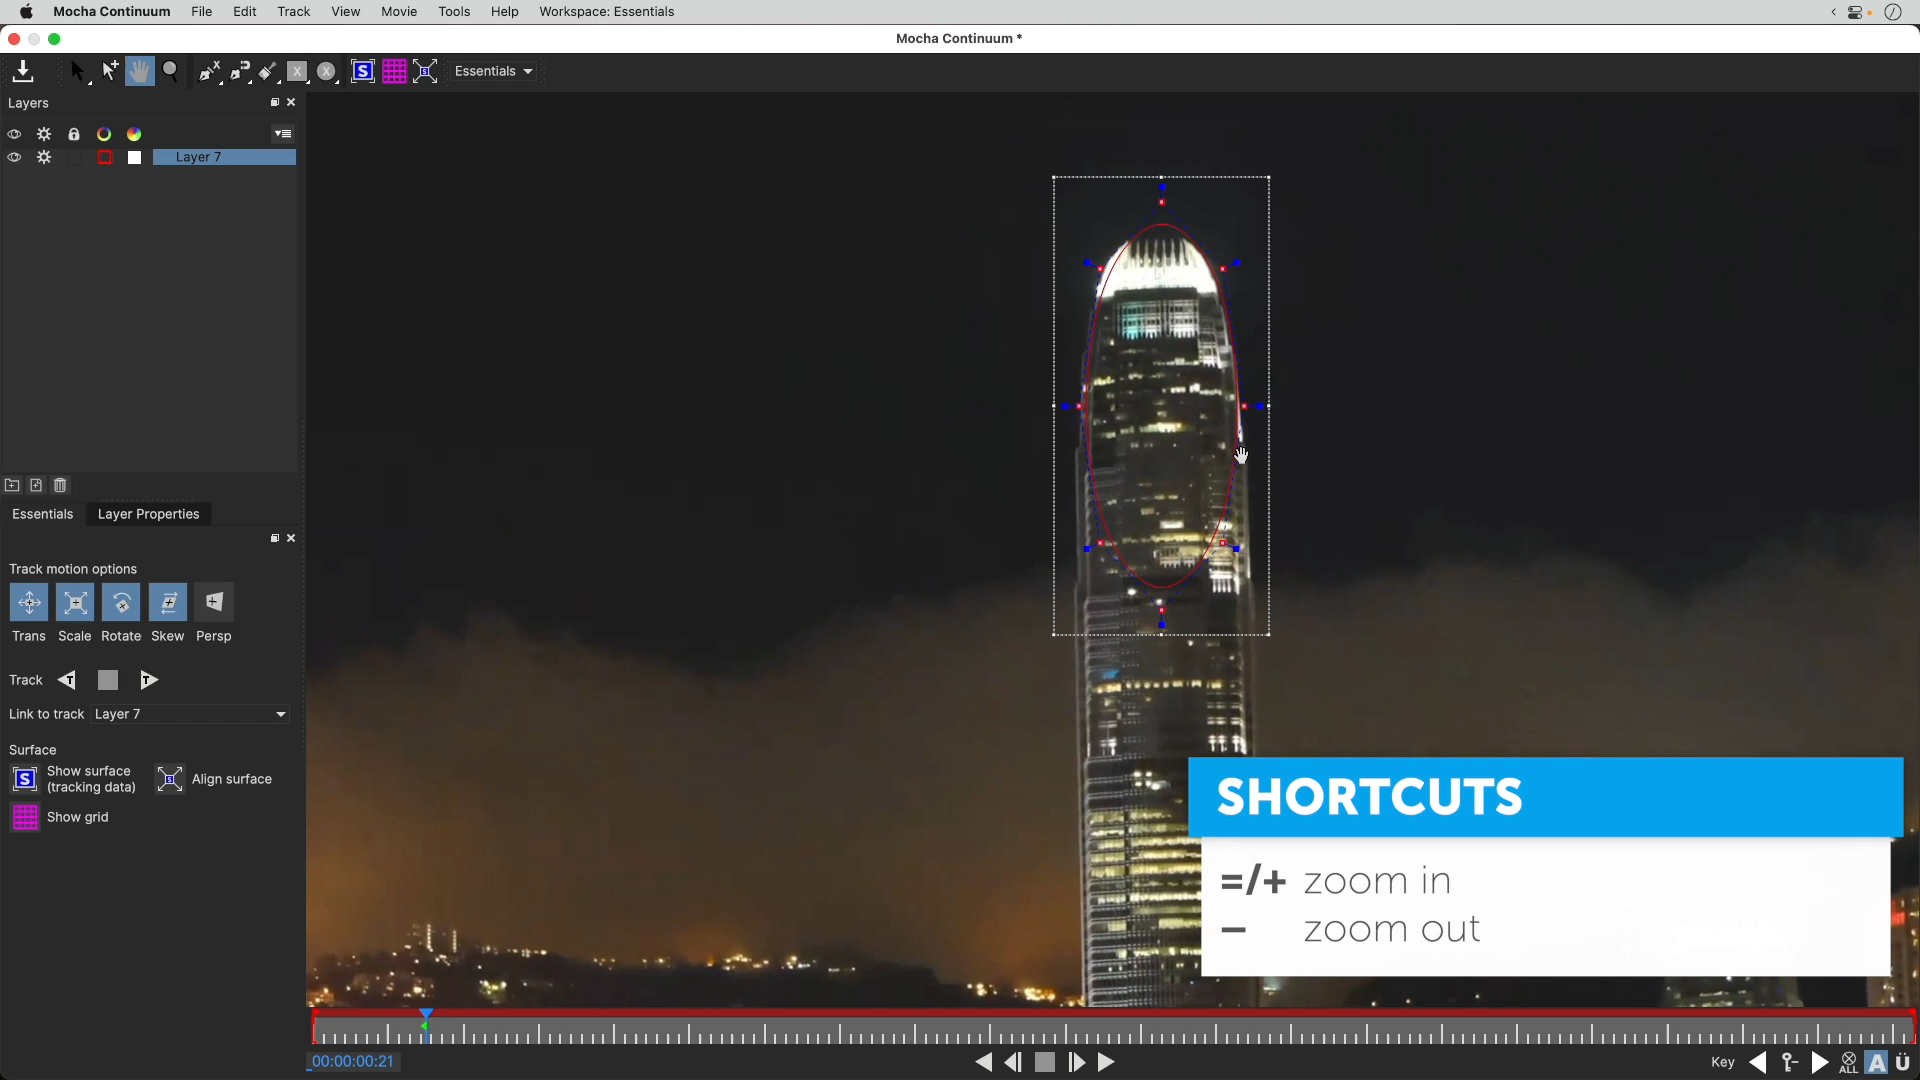 Mocha Continuum File Edit Track View Movie Tools Help Workspace: Essentials
Mocha Continuum *
S Essentials
Layers
Layer 7
Essentials Layer Properties
Track motion options
Trans Scale Rotate Skew Persp
Track T T
Link to track Layer 7
Surface
S Show surface (tracking data) Align surface
Show grid
SHORTCUTS
=/+ zoom in
– zoom out
00:00:00:21
Key ALL A Ü